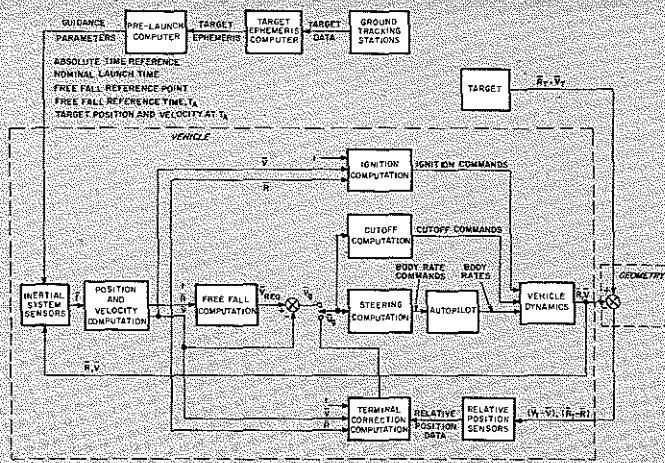 GUIDANCE
PARAMETERS
PRE-LAUNCH
COMPUTER
TARGET
EPHEMERIS
TARGET
EPHEMERIS
COMPUTER
TARGET
DATA
GROUND
TRACKING
STATIONS
ABSOLUTE TIME REFERENCE
NOMINAL LAUNCH TIME
FREE FALL REFERENCE POINT
FREE FALL REFERENCE TIME, TA
TARGET POSITION AND VELOCITY AT TA
TARGET
R̄T, V̄T
VEHICLE
V̄
R̄
IGNITION
COMPUTATION
IGNITION COMMANDS
CUTOFF
COMPUTATION
CUTOFF COMMANDS
BODY RATE
COMMANDS
BODY
RATES
GEOMETRY
INERTIAL
SYSTEM
SENSORS
POSITION
AND
VELOCITY
COMPUTATION
R̄
V̄
FREE FALL
COMPUTATION
V̄REQ
STEERING
COMPUTATION
AUTOPILOT
VEHICLE
DYNAMICS
R̄,V̄
R̄,V̄
V̄
R̄
TERMINAL
CORRECTION
COMPUTATION
RELATIVE
POSITION
DATA
RELATIVE
POSITION
SENSORS
(V̄T-V̄), (R̄T-R̄)